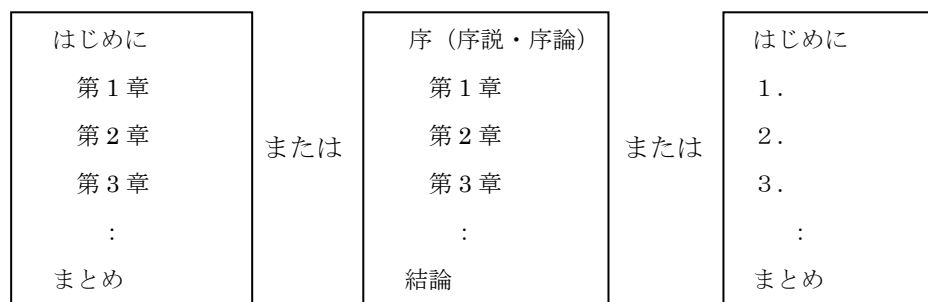 はじめに
第1章
第2章
第3章
:
まとめ
または
序（序説・序論）
第1章
第2章
第3章
:
結論
または
はじめに
１．
２．
３．
:
まとめ